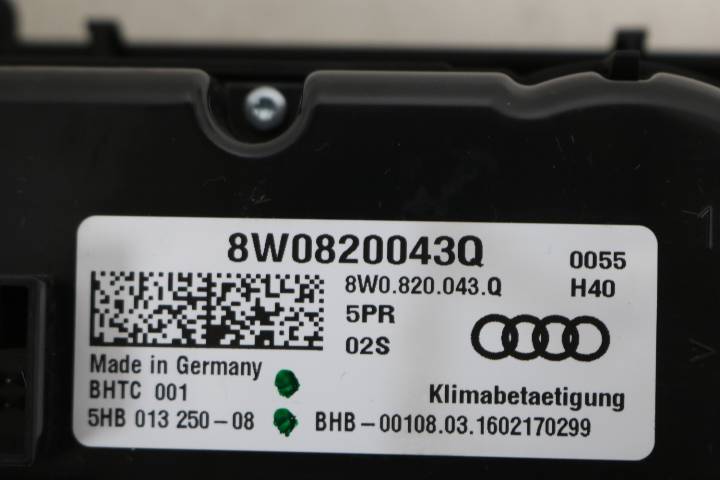 8W0820043Q
0055
8W0.820.043.Q
H40
5PR
02S
Made in Germany
BHTC 001
Klimabetaetigung
5HB 013 250-08
BHB-00108.03.1602170299